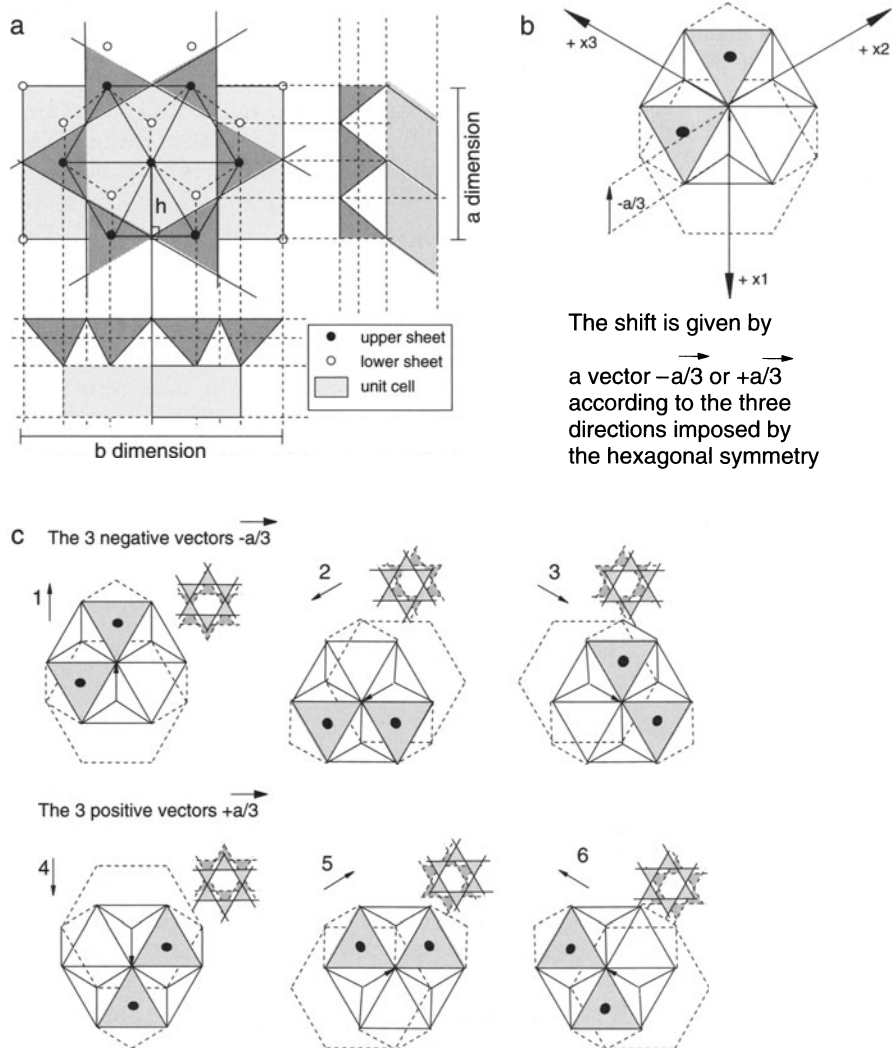 a
h
a dimension
upper sheet
lower sheet
unit cell
b dimension
b
+ x3
+ x2
-a/3
+ x1
The shift is given by
a vector –a/3 or +a/3
according to the three
directions imposed by
the hexagonal symmetry
c The 3 negative vectors -a/3
1
2
3
The 3 positive vectors +a/3
4
5
6